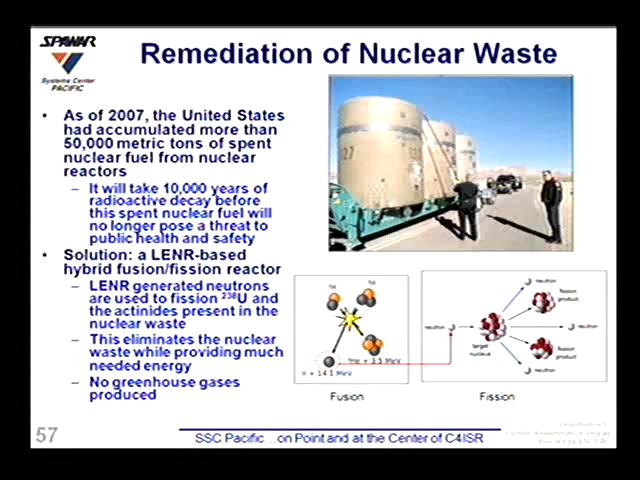 SPAWAR
Systems Center
PACIFIC
Remediation of Nuclear Waste
• As of 2007, the United States
had accumulated more than
50,000 metric tons of spent
nuclear fuel from nuclear
reactors
– It will take 10,000 years of
radioactive decay before
this spent nuclear fuel will
no longer pose a threat to
public health and safety
• Solution: a LENR-based
hybrid fusion/fission reactor
– LENR generated neutrons
are used to fission ²³⁸U and
the actinides present in the
nuclear waste
– This eliminates the nuclear
waste while providing much
needed energy
– No greenhouse gases
produced
n + 14.1 MeV
⁴He + 3.5 MeV
Fusion
neutron
fission
product
neutron
target
nucleus
neutron
fission
product
neutron
Fission
57
SSC Pacific…on Point and at the Center of C4ISR